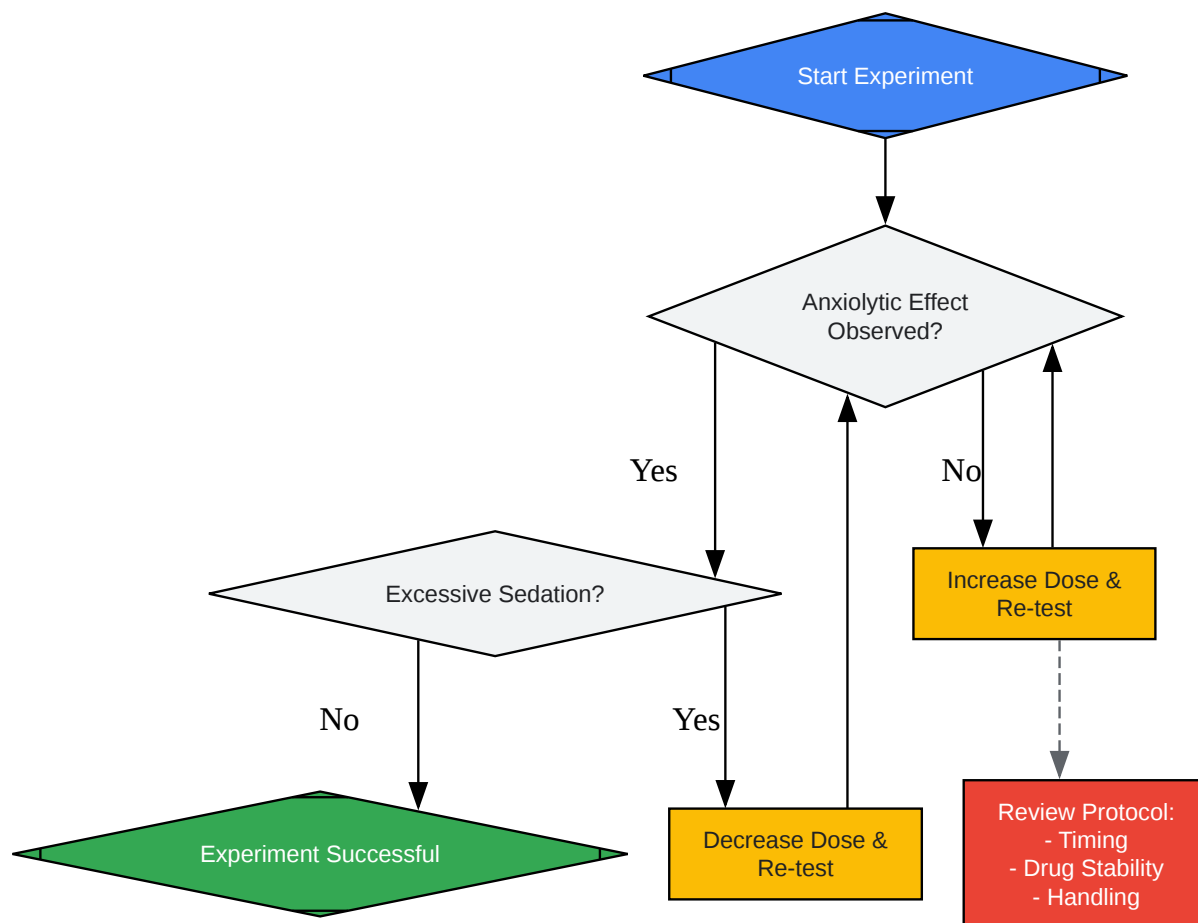 Start Experiment
Anxiolytic Effect
Observed?
Yes
No
Excessive Sedation?
Increase Dose &
Re-test
No
Yes
Experiment Successful
Decrease Dose &
Re-test
Review Protocol:
- Timing
- Drug Stability
- Handling